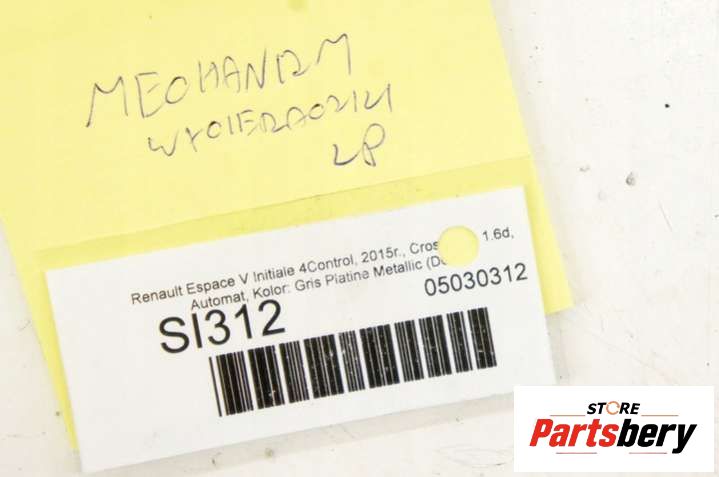 MECHANIZM
WYCIERACZKI
LP
Renault Espace V Initiale 4Control, 2015r., 1.6d,
Automat, Kolor: Gris Platine Metallic
SI312
05030312
STORE
Partsbery